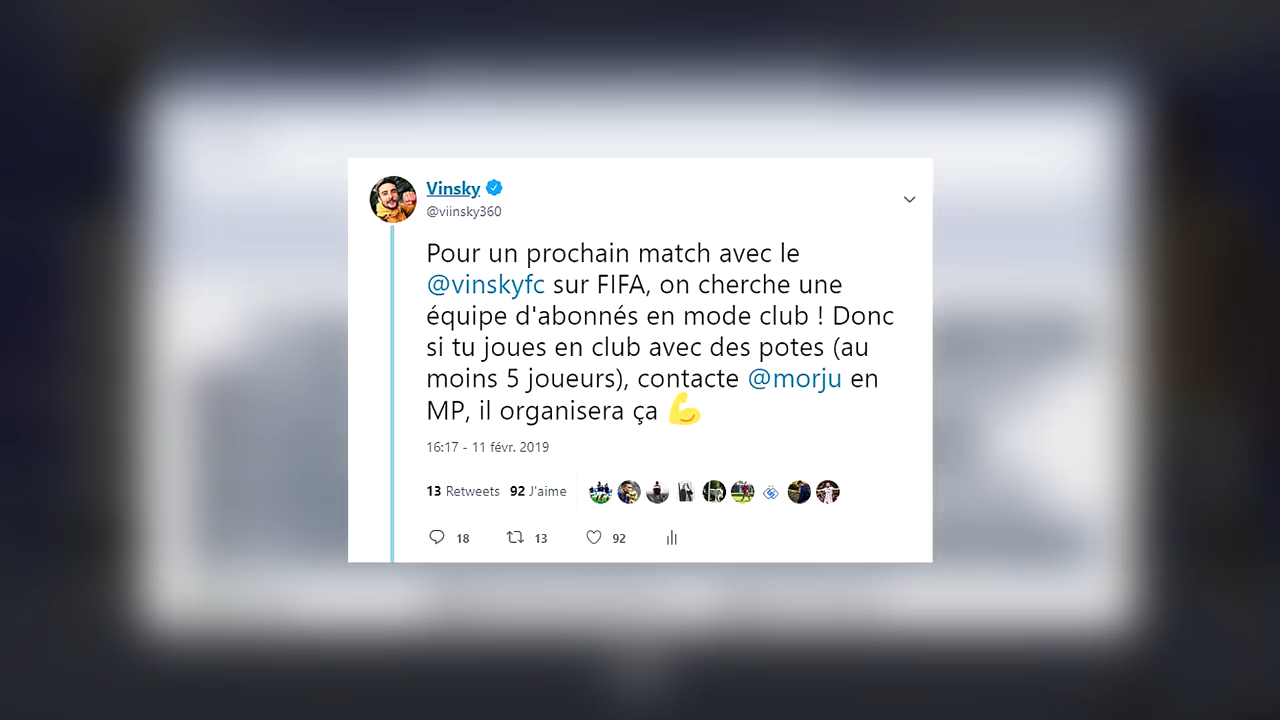 Vinsky
@viinsky360
Pour un prochain match avec le
@vinskyfc sur FIFA, on cherche une
équipe d'abonnés en mode club ! Donc
si tu joues en club avec des potes (au
moins 5 joueurs), contacte @morju en
MP, il organisera ça 💪
16:17 - 11 févr. 2019
13 Retweets 92 J'aime
18 13 92